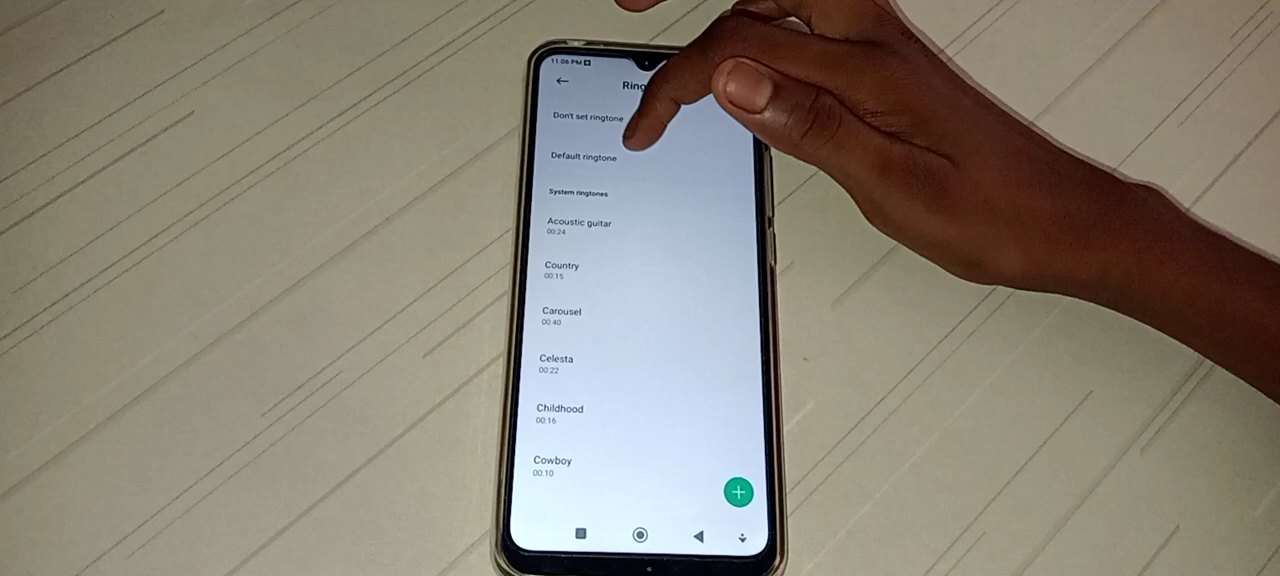 11:06 PM
Ring
Don't set ringtone
Default ringtone
System ringtones
Acoustic guitar
00:24
Country
00:15
Carousel
00:40
Celesta
00:22
Childhood
00:16
Cowboy
00:10